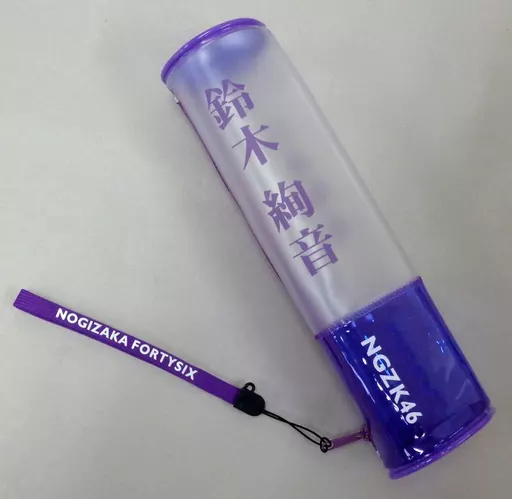 鈴木 絢音
NGZK46
NOGIZAKA FORTYSIX